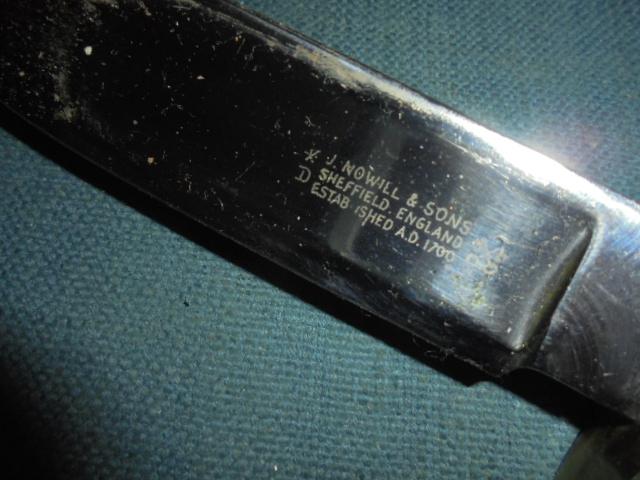 * J. NOWILL & SONS
D SHEFFIELD ENGLAND
ESTAB ISHED A.D. 1700